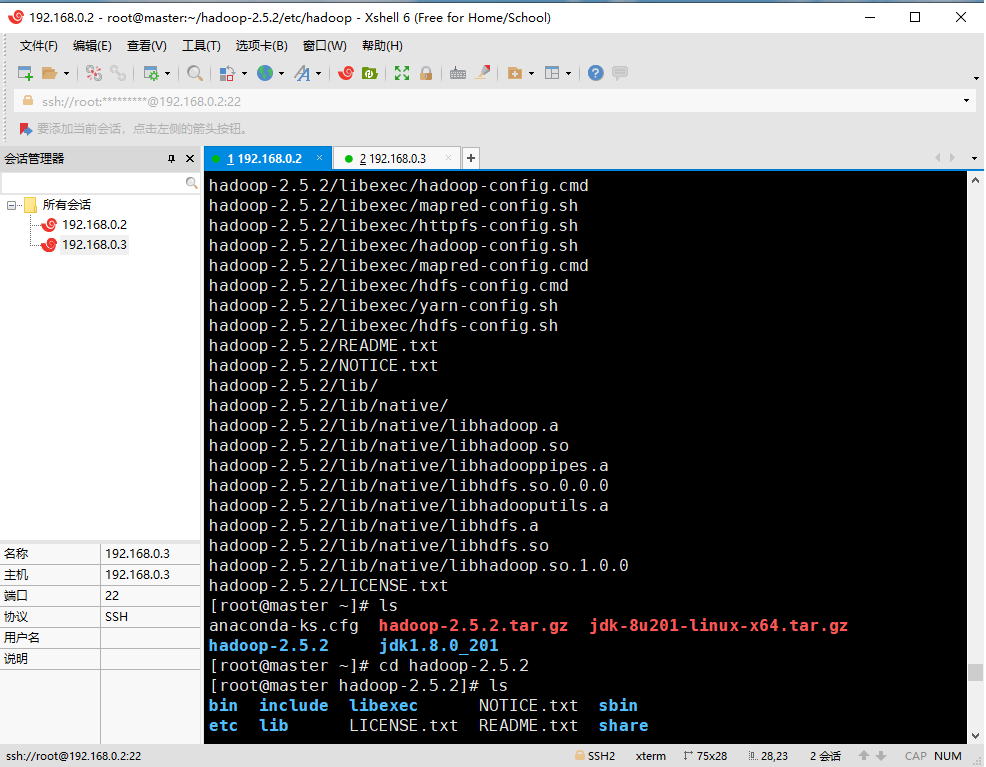 192.168.0.2 - root@master:~/hadoop-2.5.2/etc/hadoop - Xshell 6 (Free for Home/School)
文件(F) 编辑(E) 查看(V) 工具(T) 选项卡(B) 窗口(W) 帮助(H)
ssh://root:*********@192.168.0.2:22
要添加当前会话，点击左侧的箭头按钮。
会话管理器
1 192.168.0.2 × 2 192.168.0.3 × +
所有会话
192.168.0.2
192.168.0.3
名称 192.168.0.3
主机 192.168.0.3
端口 22
协议 SSH
用户名
说明
hadoop-2.5.2/libexec/hadoop-config.cmd
hadoop-2.5.2/libexec/mapred-config.sh
hadoop-2.5.2/libexec/httpfs-config.sh
hadoop-2.5.2/libexec/hadoop-config.sh
hadoop-2.5.2/libexec/mapred-config.cmd
hadoop-2.5.2/libexec/hdfs-config.cmd
hadoop-2.5.2/libexec/yarn-config.sh
hadoop-2.5.2/libexec/hdfs-config.sh
hadoop-2.5.2/README.txt
hadoop-2.5.2/NOTICE.txt
hadoop-2.5.2/lib/
hadoop-2.5.2/lib/native/
hadoop-2.5.2/lib/native/libhadoop.a
hadoop-2.5.2/lib/native/libhadoop.so
hadoop-2.5.2/lib/native/libhadooppipes.a
hadoop-2.5.2/lib/native/libhdfs.so.0.0.0
hadoop-2.5.2/lib/native/libhadooputils.a
hadoop-2.5.2/lib/native/libhdfs.a
hadoop-2.5.2/lib/native/libhdfs.so
hadoop-2.5.2/lib/native/libhadoop.so.1.0.0
hadoop-2.5.2/LICENSE.txt
[root@master ~]# ls
anaconda-ks.cfg hadoop-2.5.2.tar.gz jdk-8u201-linux-x64.tar.gz
hadoop-2.5.2 jdk1.8.0_201
[root@master ~]# cd hadoop-2.5.2
[root@master hadoop-2.5.2]# ls
bin include libexec NOTICE.txt sbin
etc lib LICENSE.txt README.txt share
ssh://root@192.168.0.2:22 SSH2 xterm 75x28 28,23 2 会话 CAP NUM